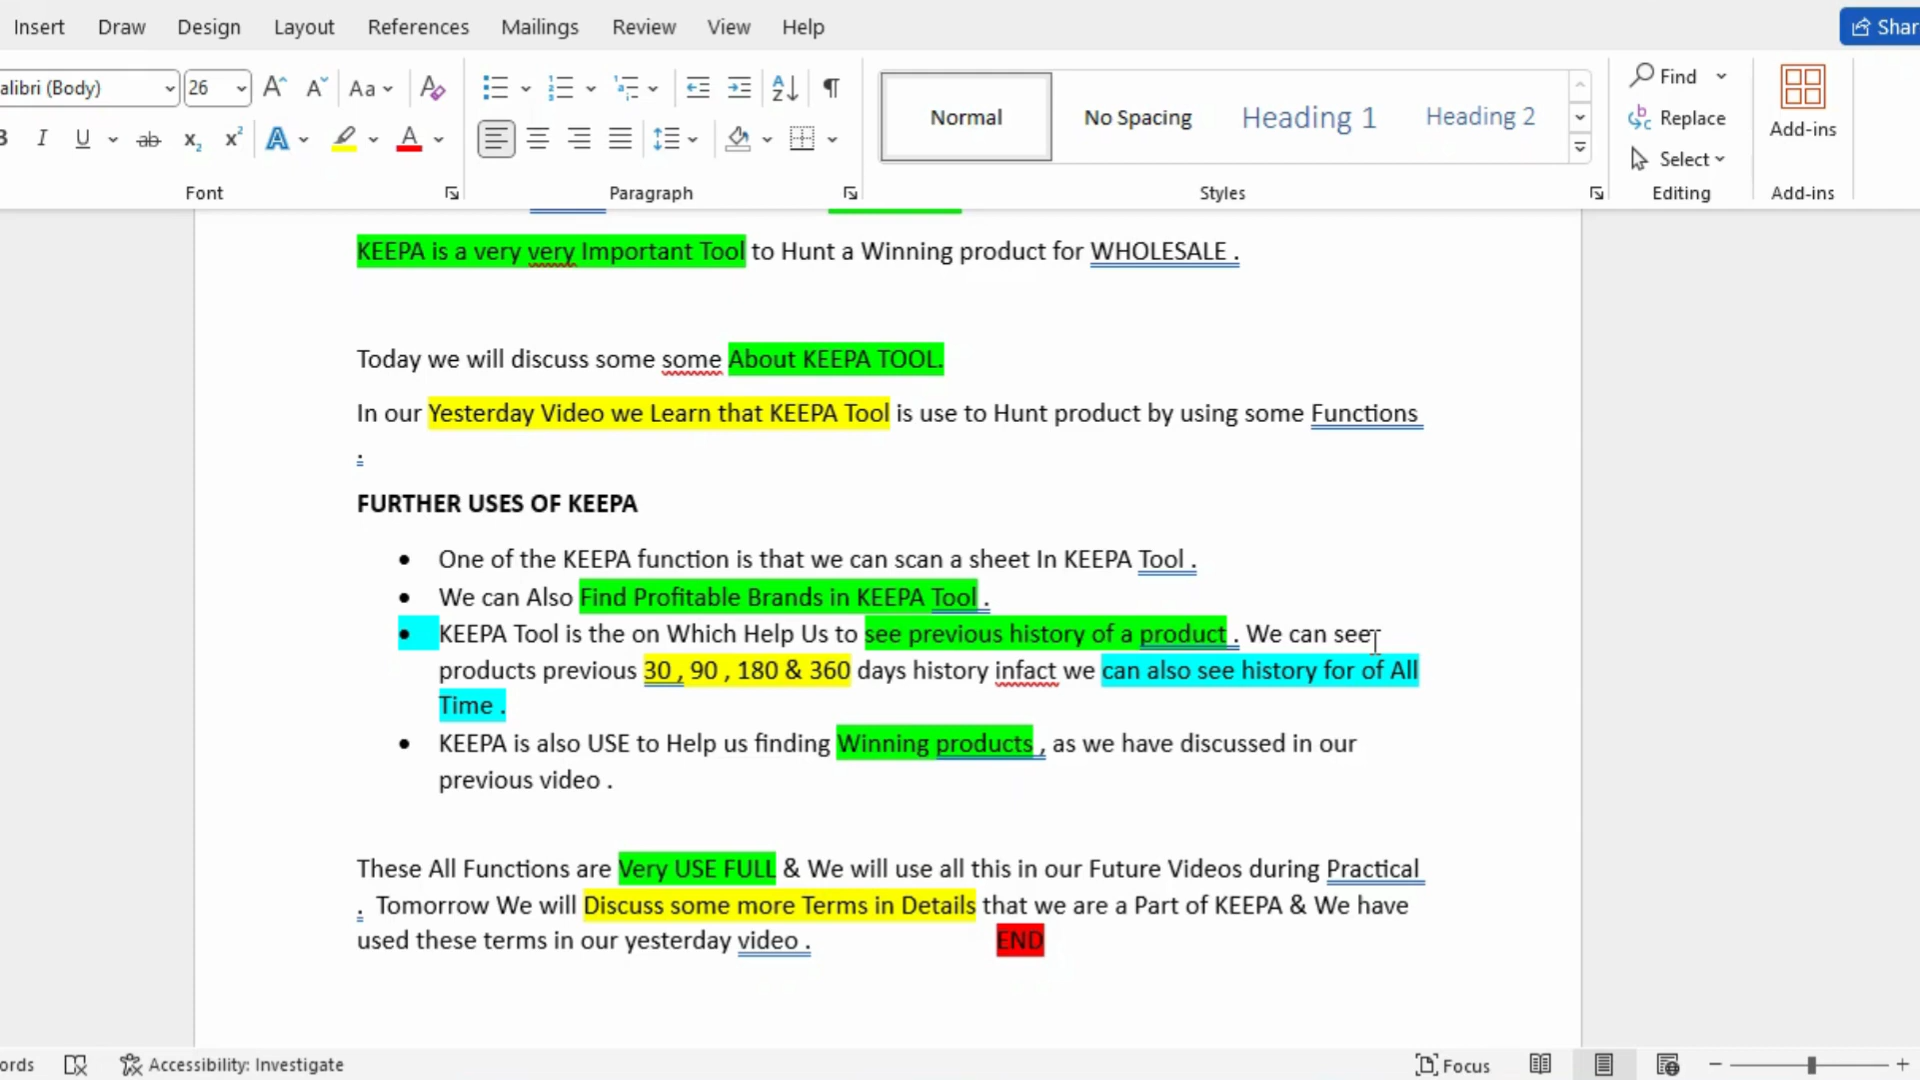 Insert Draw Design Layout References Mailings Review View Help Shar
alibri (Body) 26 Aa Find
Normal No Spacing Heading 1 Heading 2 Replace Add-ins
B I U ab x2 x2 A A Select
Font Paragraph Styles Editing Add-ins
KEEPA is a very very Important Tool to Hunt a Winning product for WHOLESALE .
Today we will discuss some some About KEEPA TOOL.
In our Yesterday Video we Learn that KEEPA Tool is use to Hunt product by using some Functions
.
FURTHER USES OF KEEPA
• One of the KEEPA function is that we can scan a sheet In KEEPA Tool .
• We can Also Find Profitable Brands in KEEPA Tool .
• KEEPA Tool is the on Which Help Us to see previous history of a product . We can see
products previous 30 , 90 , 180 & 360 days history infact we can also see history for of All
Time .
• KEEPA is also USE to Help us finding Winning products , as we have discussed in our
previous video .
These All Functions are Very USE FULL & We will use all this in our Future Videos during Practical
. Tomorrow We will Discuss some more Terms in Details that we are a Part of KEEPA & We have
used these terms in our yesterday video . END
ords Accessibility: Investigate Focus